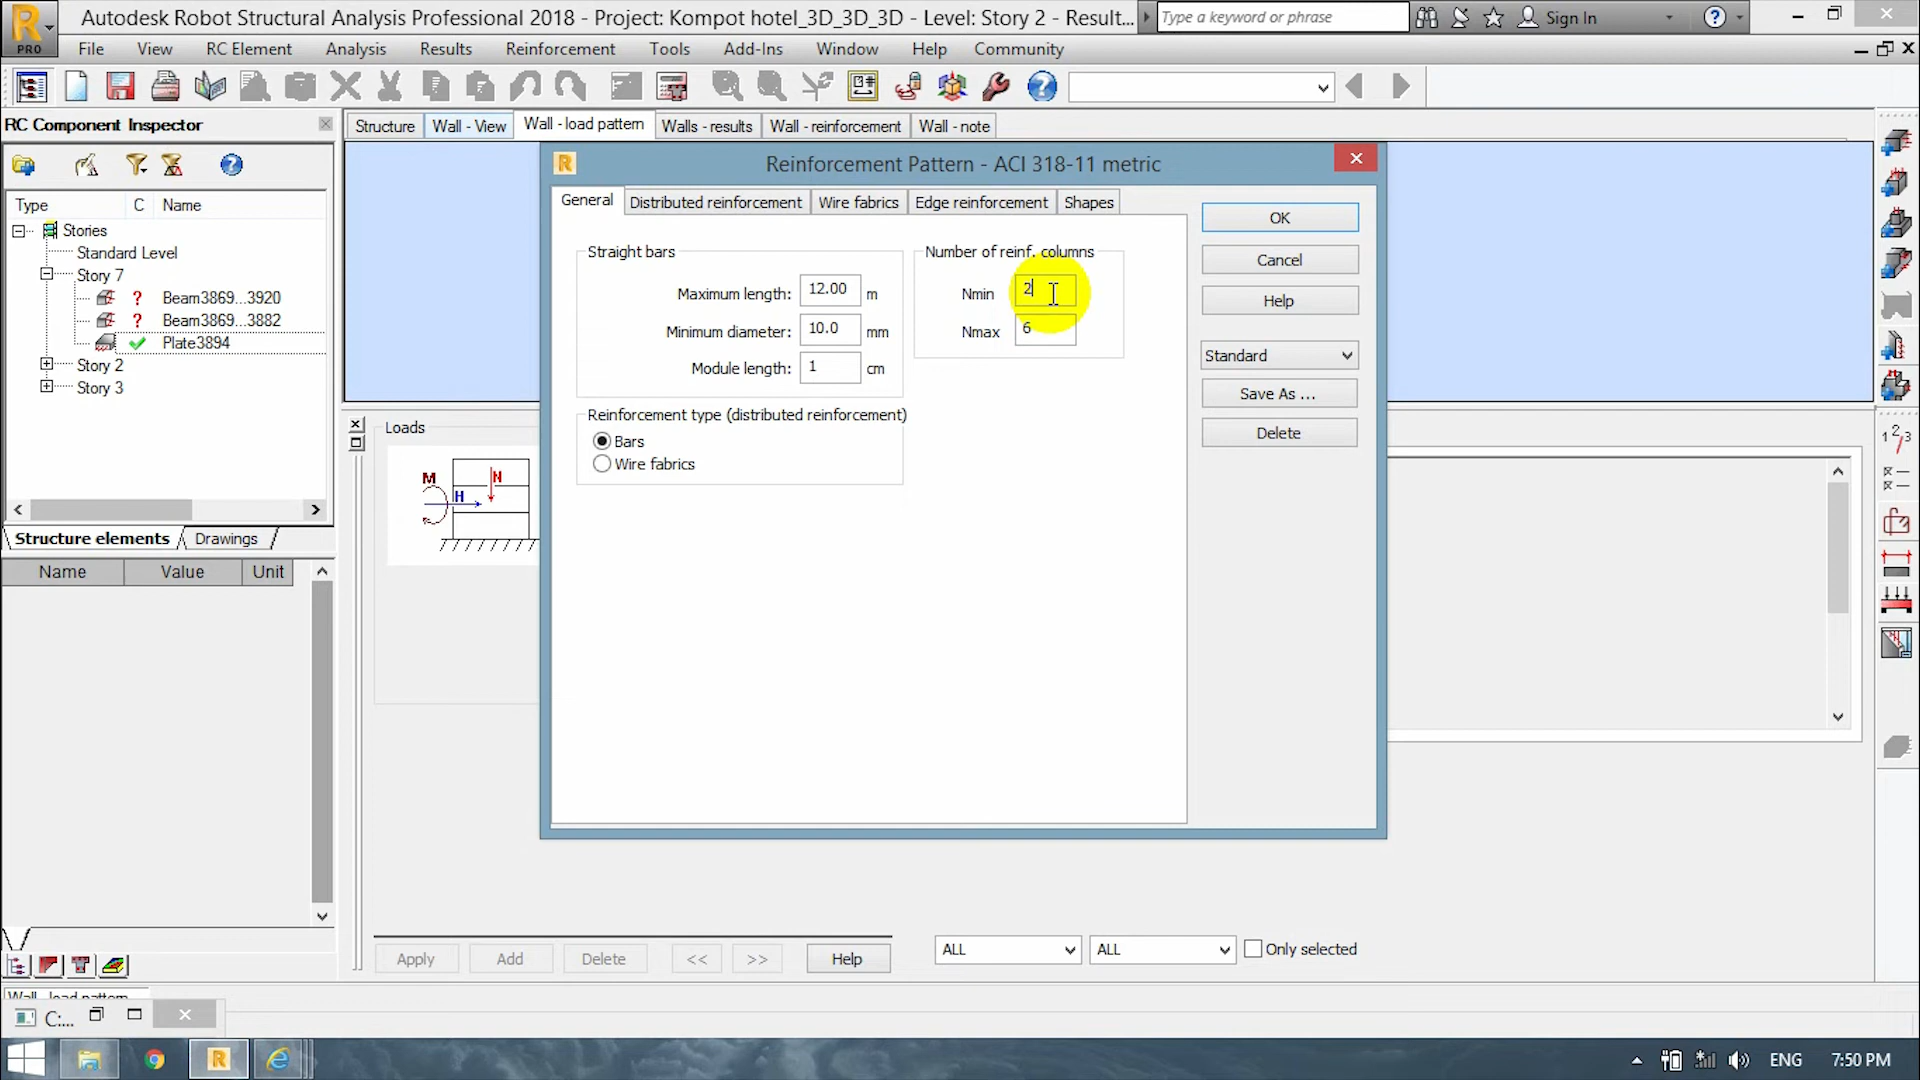 Autodesk Robot Structural Analysis Professional 2018 - Project: Kompot hotel_3D_3D_3D - Level: Story 2 - Result...
Type a keyword or phrase
Sign In
PRO
File View RC Element Analysis Results Reinforcement Tools Add-Ins Window Help Community
RC Component Inspector
Structure Wall - View Wall - load pattern Walls - results Wall - reinforcement Wall - note
Type C Name
Stories
Standard Level
Story 7
? Beam3869...3920
? Beam3869...3882
Plate3894
Story 2
Story 3
Structure elements Drawings
Name Value Unit
Loads
M N H
Reinforcement Pattern - ACI 318-11 metric
General Distributed reinforcement Wire fabrics Edge reinforcement Shapes
Straight bars
Maximum length: 12.00 m
Minimum diameter: 10.0 mm
Module length: 1 cm
Number of reinf. columns
Nmin 2
Nmax 6
Reinforcement type (distributed reinforcement)
Bars
Wire fabrics
OK
Cancel
Help
Standard
Save As ...
Delete
Apply Add Delete << >> Help
ALL ALL Only selected
Wall - load pattern
C:...
ENG 7:50 PM